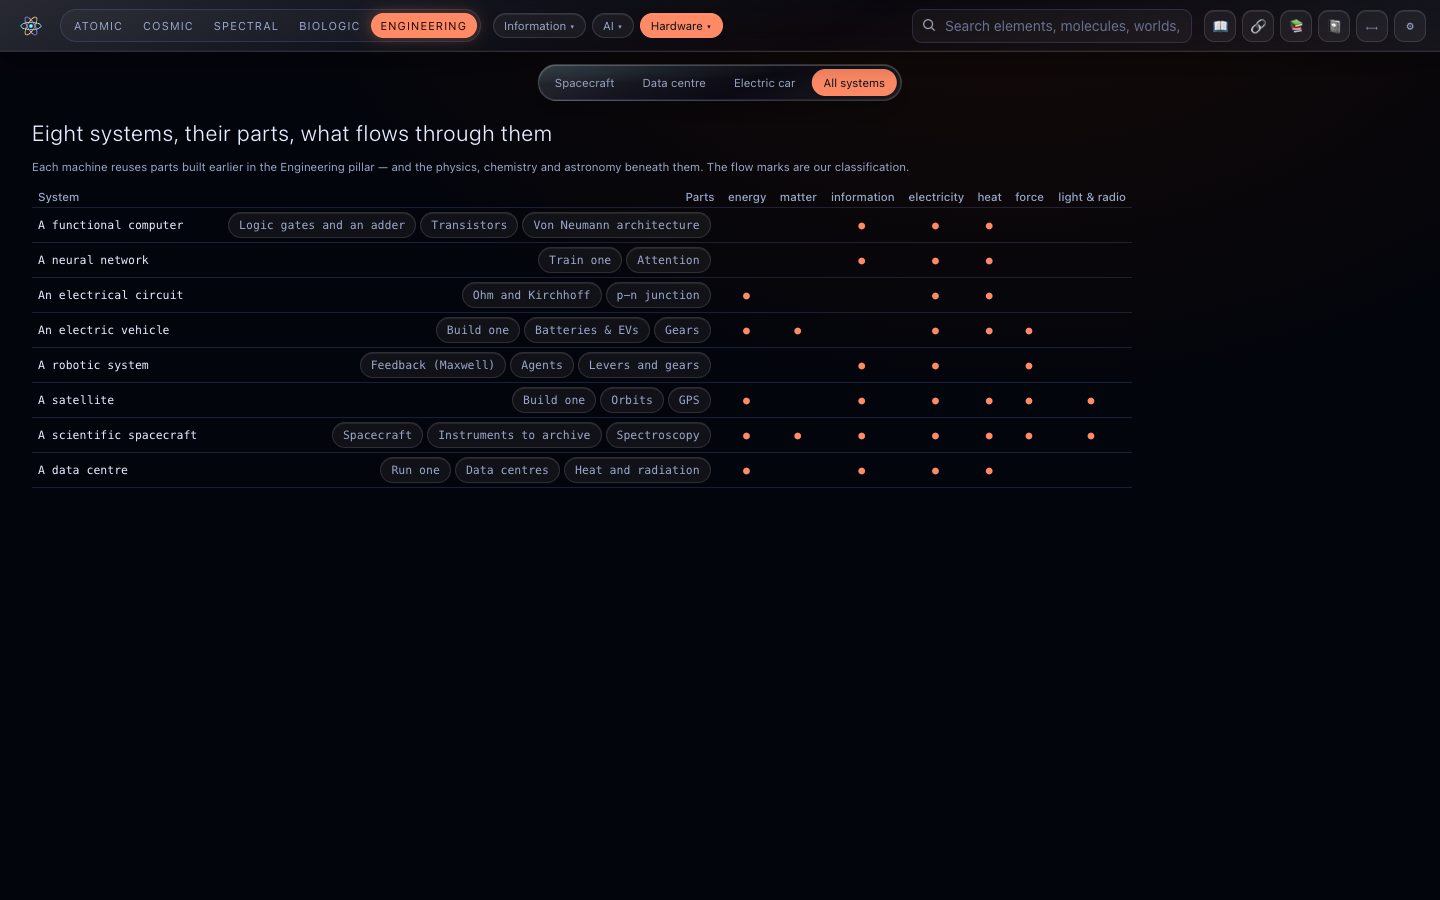 ATOMIC COSMIC SPECTRAL BIOLOGIC ENGINEERING Information ▾ AI ▾ Hardware ▾ Search elements, molecules, worlds,
Spacecraft Data centre Electric car All systems
Eight systems, their parts, what flows through them
Each machine reuses parts built earlier in the Engineering pillar — and the physics, chemistry and astronomy beneath them. The flow marks are our classification.
System Parts energy matter information electricity heat force light & radio
A functional computer Logic gates and an adder Transistors Von Neumann architecture ● ● ●
A neural network Train one Attention ● ● ●
An electrical circuit Ohm and Kirchhoff p–n junction ● ● ●
An electric vehicle Build one Batteries & EVs Gears ● ● ● ● ●
A robotic system Feedback (Maxwell) Agents Levers and gears ● ● ●
A satellite Build one Orbits GPS ● ● ● ● ● ●
A scientific spacecraft Spacecraft Instruments to archive Spectroscopy ● ● ● ● ● ● ●
A data centre Run one Data centres Heat and radiation ● ● ● ●